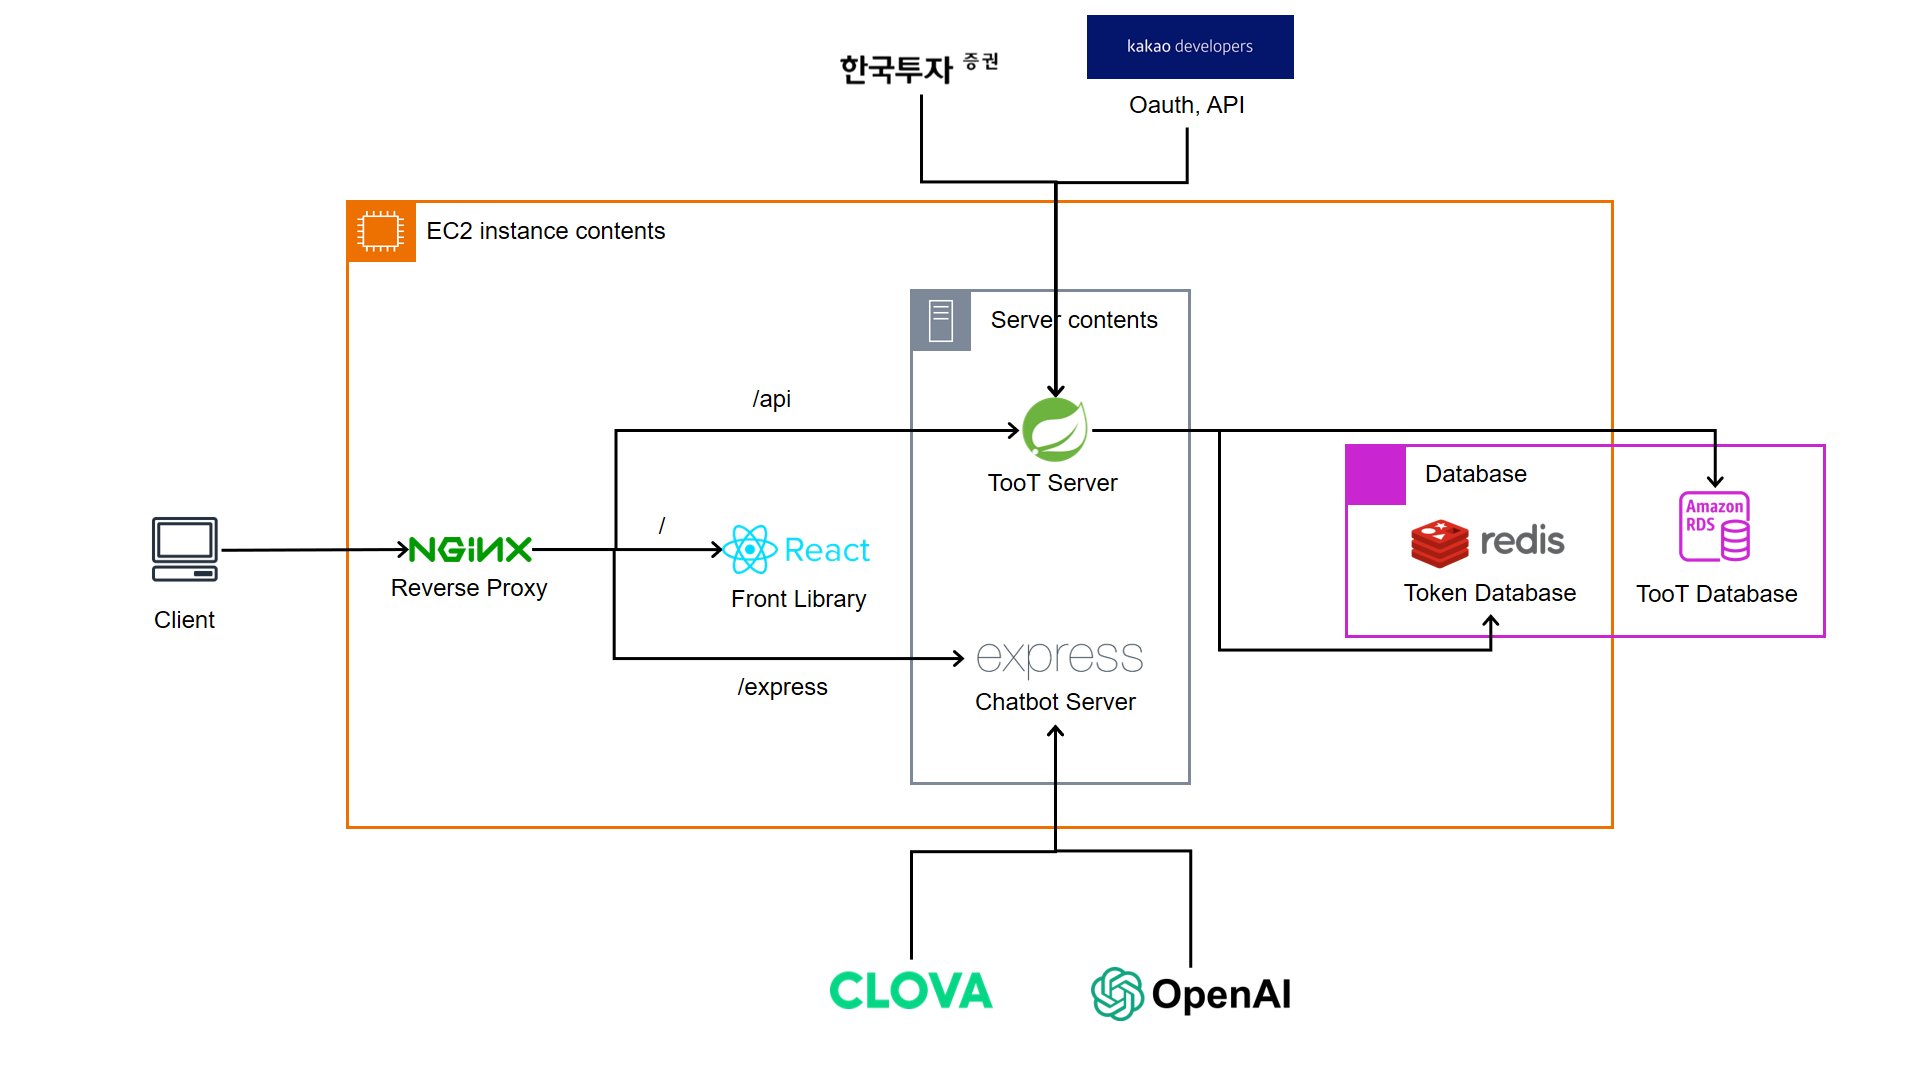 한국투자 증권
kakao developers
Oauth, API
EC2 instance contents
Server contents
/api
TooT Server
Database
Amazon
RDS
redis
Token Database
TooT Database
Client
NGINX
Reverse Proxy
/
React
Front Library
express
Chatbot Server
/express
CLOVA
OpenAI